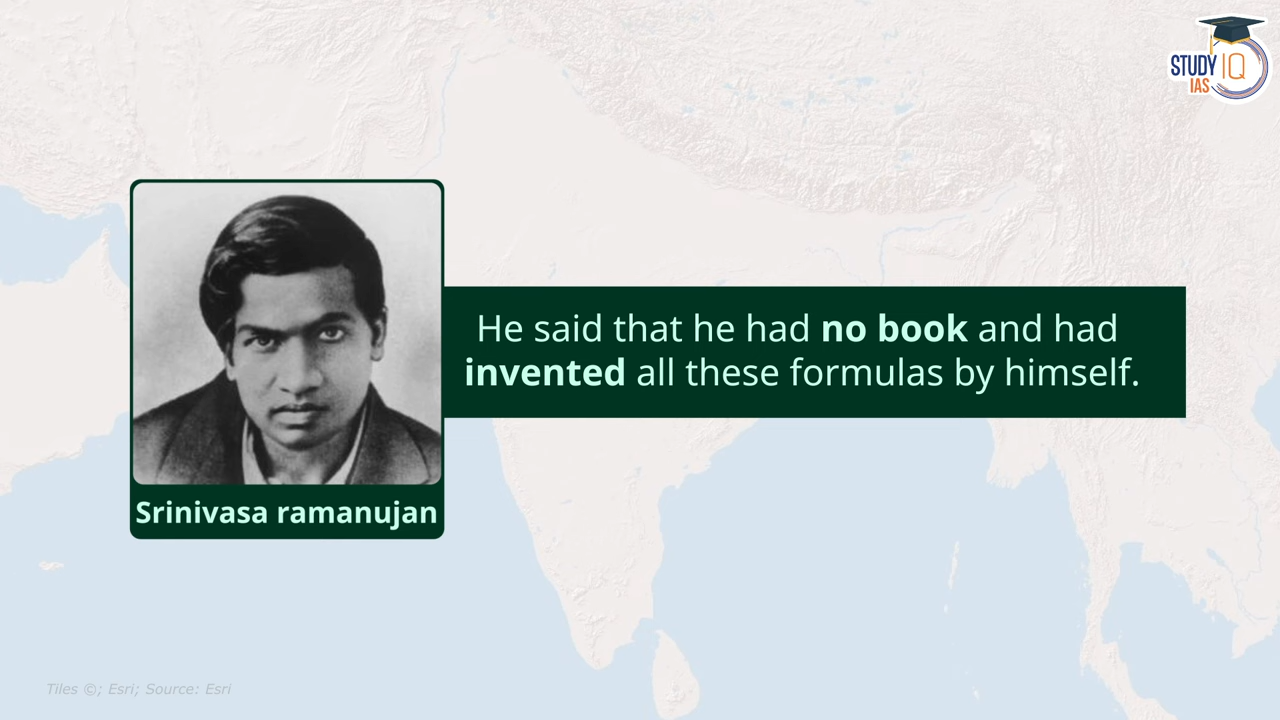 STUDY IQ
IAS
He said that he had no book and had
invented all these formulas by himself.
Srinivasa ramanujan
Tiles ©; Esri; Source: Esri